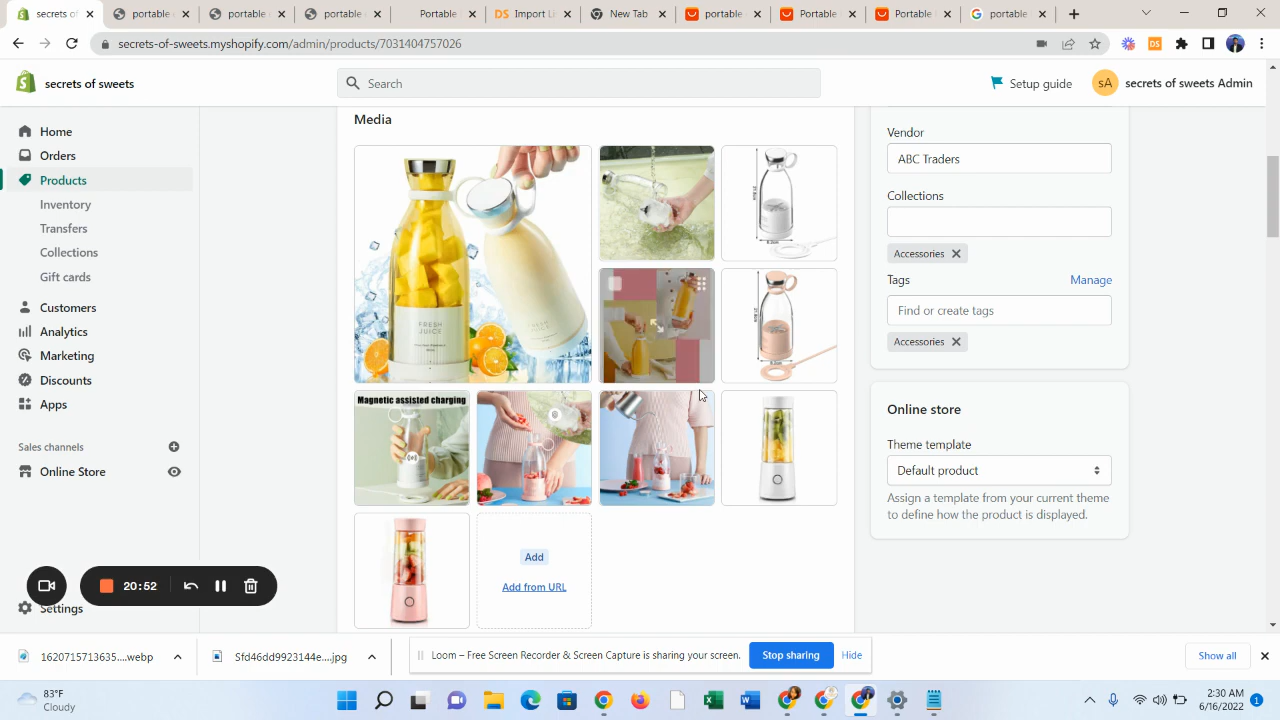 secrets of
portable
portable
portable
Portable
Import Li
New Tab
portable
Portable
Portable
portable
secrets-of-sweets.myshopify.com/admin/products/7031404757026
secrets of sweets
Search
Setup guide
sA
secrets of sweets Admin
Home
Orders
Products
Inventory
Transfers
Collections
Gift cards
Customers
Analytics
Marketing
Discounts
Apps
Sales channels
Online Store
Settings
20:52
Media
FRESH
JUICE
Magnetic assisted charging
Add
Add from URL
Vendor
ABC Traders
Collections
Accessories
Tags
Manage
Find or create tags
Accessories
Online store
Theme template
Default product
Assign a template from your current theme
to define how the product is displayed.
1620715713635....webp
Sfd46dd9923144e....jpg
Loom – Free Screen Recorder & Screen Capture is sharing your screen.
Stop sharing
Hide
Show all
83°F
Cloudy
2:30 AM
6/16/2022
1